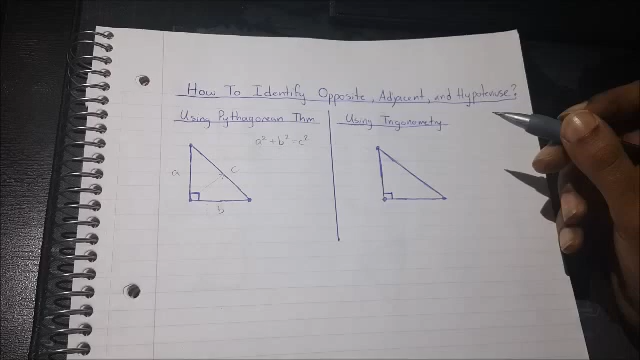 How To Identify Opposite, Adjacent, and Hypotenuse?
Using Pythagorean Thm
a² + b² = c²
a
c
b
Using Trigonometry